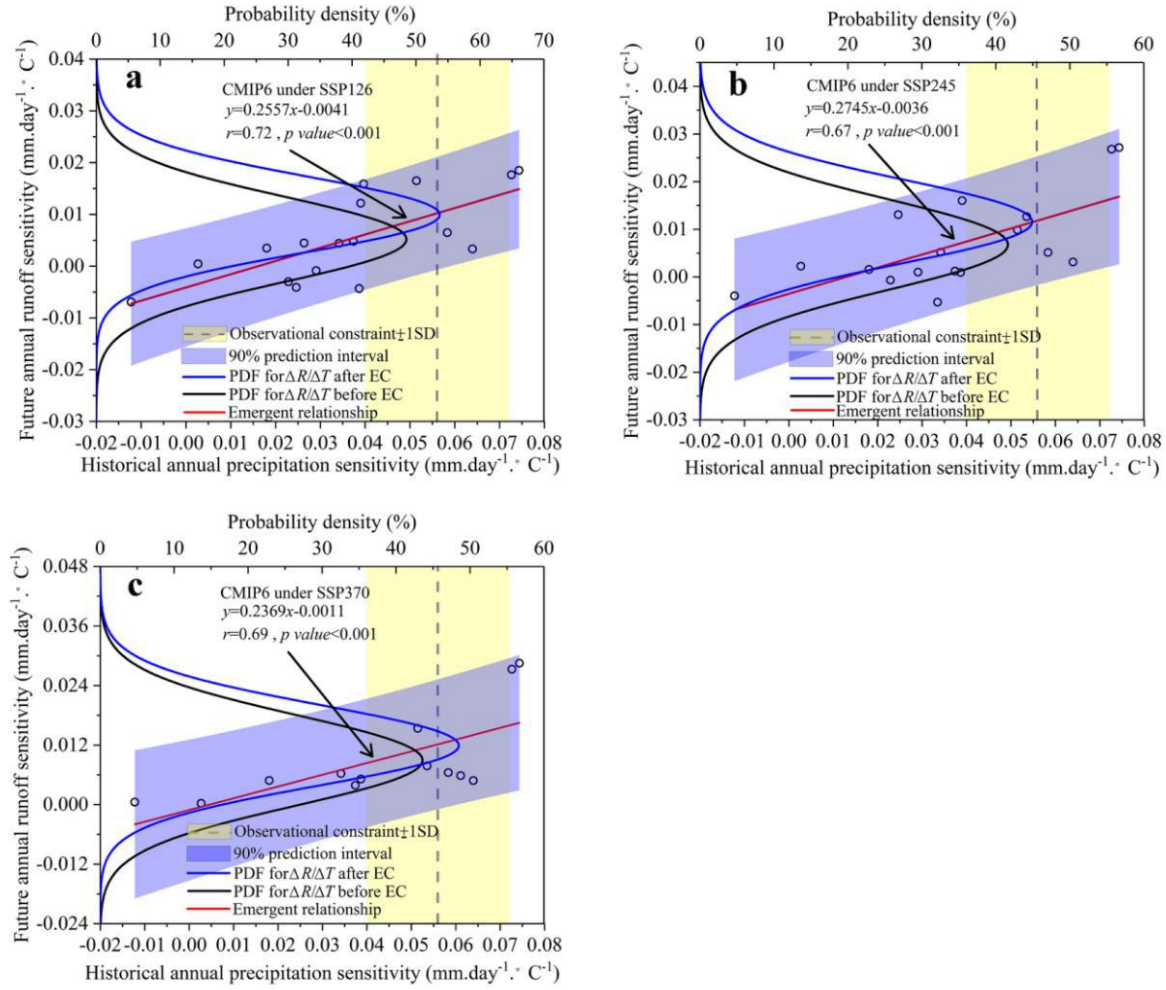 Probability density (%)
0 10 20 30 40 50 60 70
a
CMIP6 under SSP126
y=0.2557x-0.0041
r=0.72 , p value<0.001
Future annual runoff sensitivity (mm.day⁻¹.° C⁻¹)
0.04
0.03
0.02
0.01
0.00
-0.01
-0.02
-0.03
Observational constraint±1SD
90% prediction interval
PDF for ΔR/ΔT after EC
PDF for ΔR/ΔT before EC
Emergent relationship
-0.02 -0.01 0.00 0.01 0.02 0.03 0.04 0.05 0.06 0.07 0.08
Historical annual precipitation sensitivity (mm.day⁻¹.° C⁻¹)
Probability density (%)
0 10 20 30 40 50 60
b
CMIP6 under SSP245
y=0.2745x-0.0036
r=0.67 , p value<0.001
Future annual runoff sensitivity (mm.day⁻¹.° C⁻¹)
0.04
0.03
0.02
0.01
0.00
-0.01
-0.02
-0.03
Observational constraint±1SD
90% prediction interval
PDF for ΔR/ΔT after EC
PDF for ΔR/ΔT before EC
Emergent relationship
-0.02 -0.01 0.00 0.01 0.02 0.03 0.04 0.05 0.06 0.07 0.08
Historical annual precipitation sensitivity (mm.day⁻¹.° C⁻¹)
Probability density (%)
0 10 20 30 40 50 60
c
CMIP6 under SSP370
y=0.2369x-0.0011
r=0.69 , p value<0.001
Future annual runoff sensitivity (mm.day⁻¹.° C⁻¹)
0.048
0.036
0.024
0.012
0.000
-0.012
-0.024
Observational constraint±1SD
90% prediction interval
PDF for ΔR/ΔT after EC
PDF for ΔR/ΔT before EC
Emergent relationship
-0.02 -0.01 0.00 0.01 0.02 0.03 0.04 0.05 0.06 0.07 0.08
Historical annual precipitation sensitivity (mm.day⁻¹.° C⁻¹)